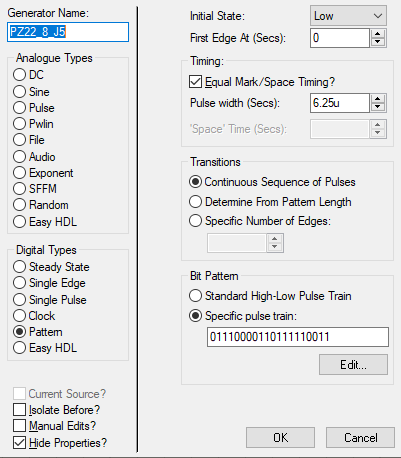 Generator Name:
PZ22_8_J5
Analogue Types
DC
Sine
Pulse
Pwlin
File
Audio
Exponent
SFFM
Random
Easy HDL
Digital Types
Steady State
Single Edge
Single Pulse
Clock
Pattern
Easy HDL
Current Source?
Isolate Before?
Manual Edits?
Hide Properties?
Initial State: Low
First Edge At (Secs): 0
Timing:
Equal Mark/Space Timing?
Pulse width (Secs): 6.25u
'Space' Time (Secs):
Transitions
Continuous Sequence of Pulses
Determine From Pattern Length
Specific Number of Edges:
Bit Pattern
Standard High-Low Pulse Train
Specific pulse train:
01110000110111110011
Edit...
OK Cancel